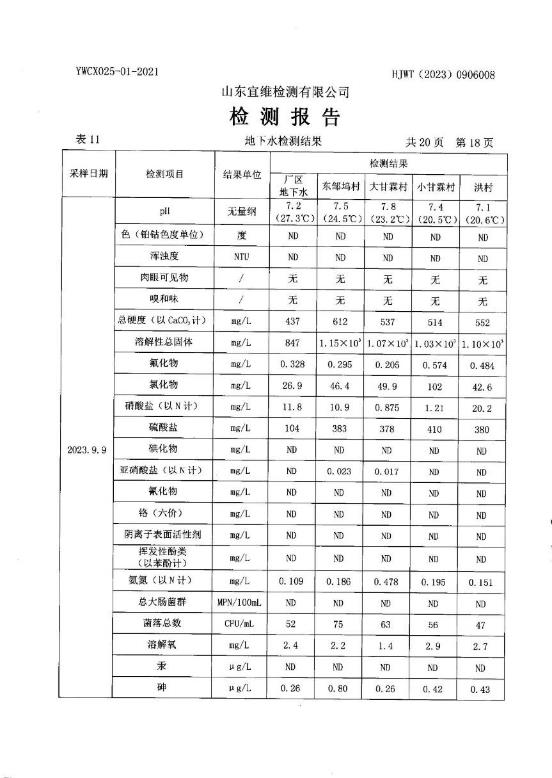 YWCX025-01-2021
HJWT（2023）0906008
山东宜维检测有限公司
检 测 报 告
表 11 地下水检测结果 共 20 页 第 18 页
采样日期 检测项目 结果单位 检测结果
厂区地下水 东邹坞村 大甘霖村 小甘霖村 洪村
2023.9.9
pH 无量纲 7.2（27.3℃） 7.5（24.5℃） 7.8（23.2℃） 7.4（20.5℃） 7.1（20.6℃）
色（铂钴色度单位） 度 ND ND ND ND ND
浑浊度 NTU ND ND ND ND ND
肉眼可见物 / 无 无 无 无 无
嗅和味 / 无 无 无 无 无
总硬度（以 CaCO₃计） mg/L 437 612 537 514 552
溶解性总固体 mg/L 847 1.15×10³ 1.07×10³ 1.03×10³ 1.10×10³
氟化物 mg/L 0.328 0.295 0.205 0.574 0.484
氯化物 mg/L 26.9 46.4 49.9 102 42.6
硝酸盐（以 N 计） mg/L 11.8 10.9 0.875 1.21 20.2
硫酸盐 mg/L 104 383 378 410 380
碘化物 mg/L ND ND ND ND ND
亚硝酸盐（以 N 计） mg/L ND 0.023 0.017 ND ND
氰化物 mg/L ND ND ND ND ND
铬（六价） mg/L ND ND ND ND ND
阴离子表面活性剂 mg/L ND ND ND ND ND
挥发性酚类（以苯酚计） mg/L ND ND ND ND ND
氨氮（以 N 计） mg/L 0.109 0.186 0.478 0.195 0.151
总大肠菌群 MPN/100mL ND ND ND ND ND
菌落总数 CFU/mL 52 75 63 56 47
溶解氧 mg/L 2.4 2.2 1.4 2.9 2.7
汞 μg/L ND ND ND ND ND
砷 μg/L 0.26 0.80 0.26 0.42 0.43